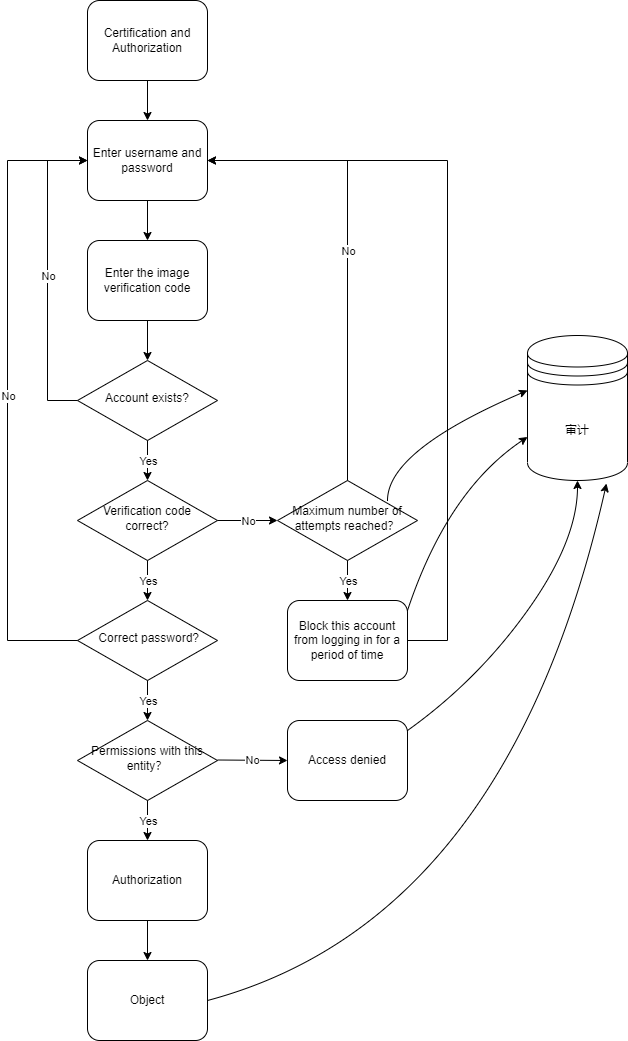 Certification and
Authorization
Enter username and
password
No
No
Enter the image
verification code
Account exists?
No
审计
Yes
Verification code
correct?
No
Maximum number of
attempts reached?
Yes
Yes
Correct password?
Block this account
from logging in for a
period of time
Yes
Permissions with this
entity?
No
Access denied
Yes
Authorization
Object